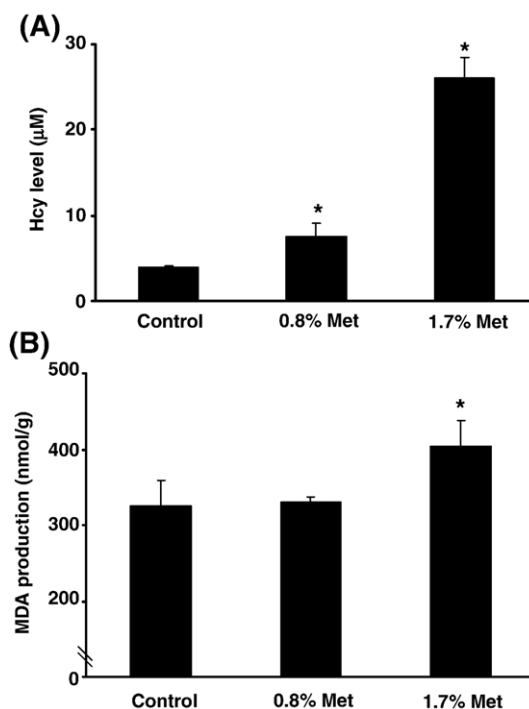 (A)
30
20
10
0
Hcy level (μM)
*
*
Control 0.8% Met 1.7% Met
(B)
500
400
300
200
0
MDA production (nmol/g)
*
Control 0.8% Met 1.7% Met